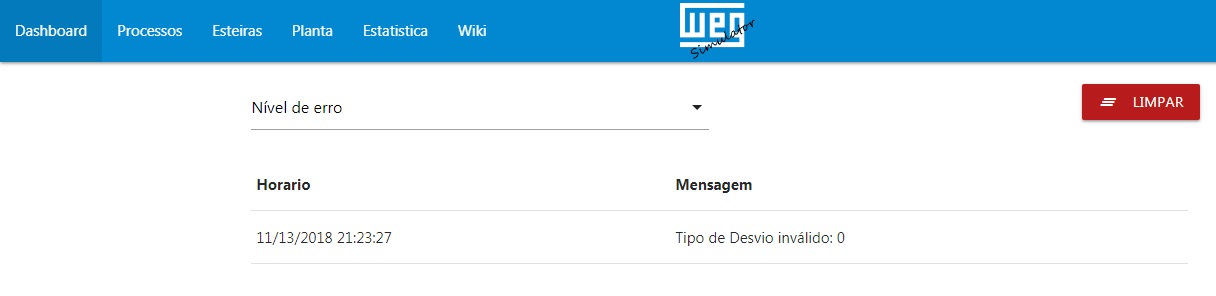 Dashboard Processos Esteiras Planta Estatistica Wiki weg
Simulator
Nível de erro LIMPAR
Horario Mensagem
11/13/2018 21:23:27 Tipo de Desvio inválido: 0